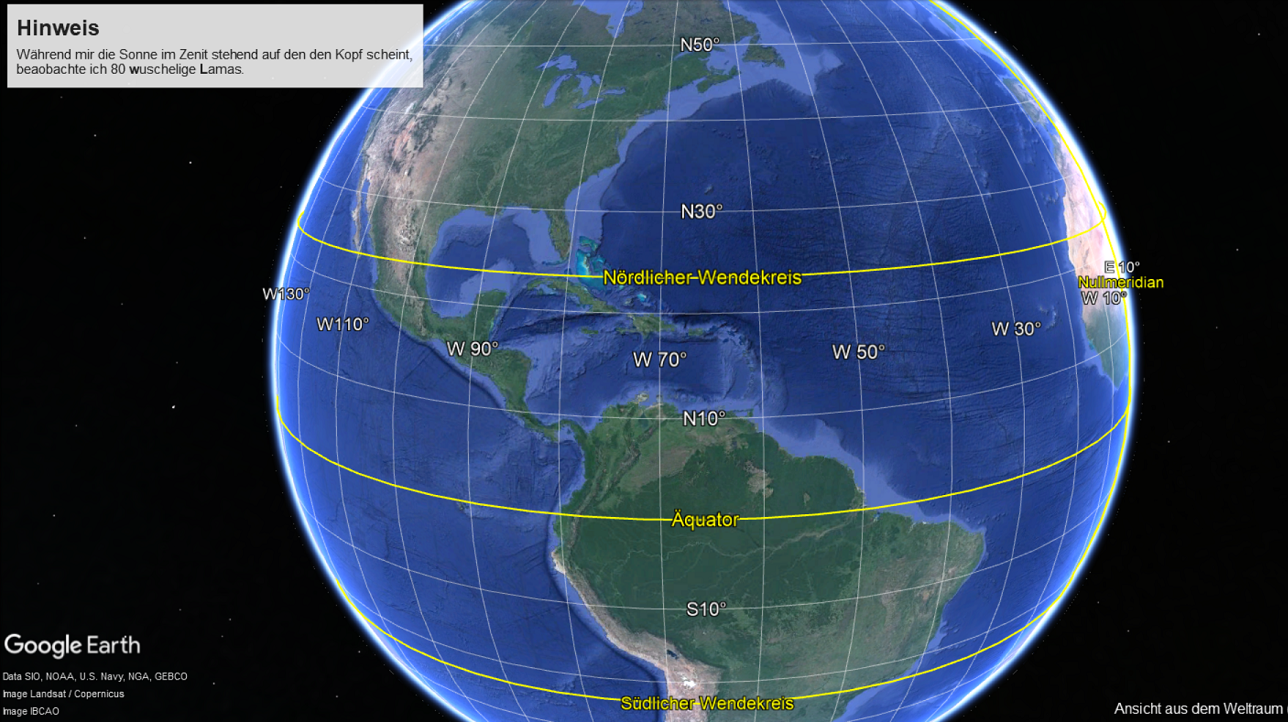 Hinweis
Während mir die Sonne im Zenit stehend auf den den Kopf scheint,
beaobachte ich 80 wuschelige Lamas.
N50°
N30°
Nördlicher Wendekreis
E 10°
Nullmeridian
W130°
W 10°
W110°
W 30°
W 90°
W 70°
W 50°
N10°
Äquator
S10°
Südlicher Wendekreis
Google Earth
Data SIO, NOAA, U.S. Navy, NGA, GEBCO
Image Landsat / Copernicus
Image IBCAO
Ansicht aus dem Weltraum